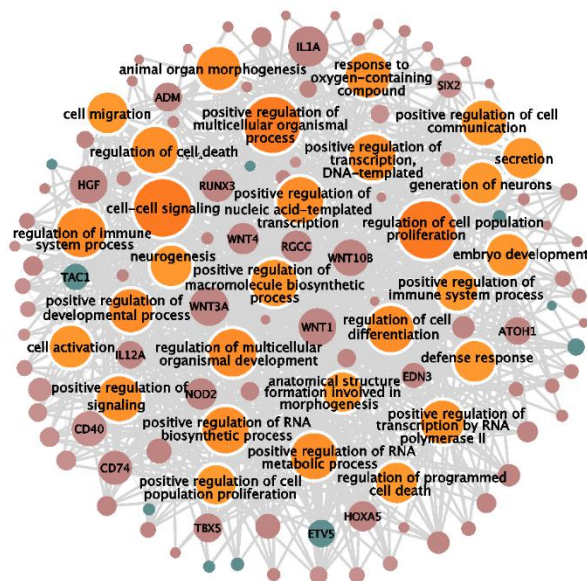 IL1A
animal organ morphogenesis
response to
oxygen-containing
compound
ADM
SIX2
cell migration
positive regulation of
multicellular organismal
process
positive regulation of cell
communication
regulation of cell death
positive regulation of
transcription,
DNA-templated
secretion
HGF
RUNX3
generation of neurons
positive regulation of
nucleic acid-templated
transcription
cell-cell signaling
regulation of cell population
proliferation
regulation of immune
system process
WNT4
RGCC
WNT10B
embryo development
neurogenesis
TAC1
positive regulation of
macromolecule biosynthetic
process
positive regulation of
immune system process
positive regulation of
developmental process
WNT3A
WNT1
regulation of cell
differentiation
ATOH1
cell activation
IL12A
regulation of multicellular
organismal development
defense response
EDN3
positive regulation of
signaling
NOD2
anatomical structure
formation involved in
morphogenesis
CD40
positive regulation of RNA
biosynthetic process
positive regulation of
transcription by RNA
polymerase II
CD74
positive regulation of RNA
metabolic process
positive regulation of cell
population proliferation
regulation of programmed
cell death
TBX5
ETV5
HOXA5